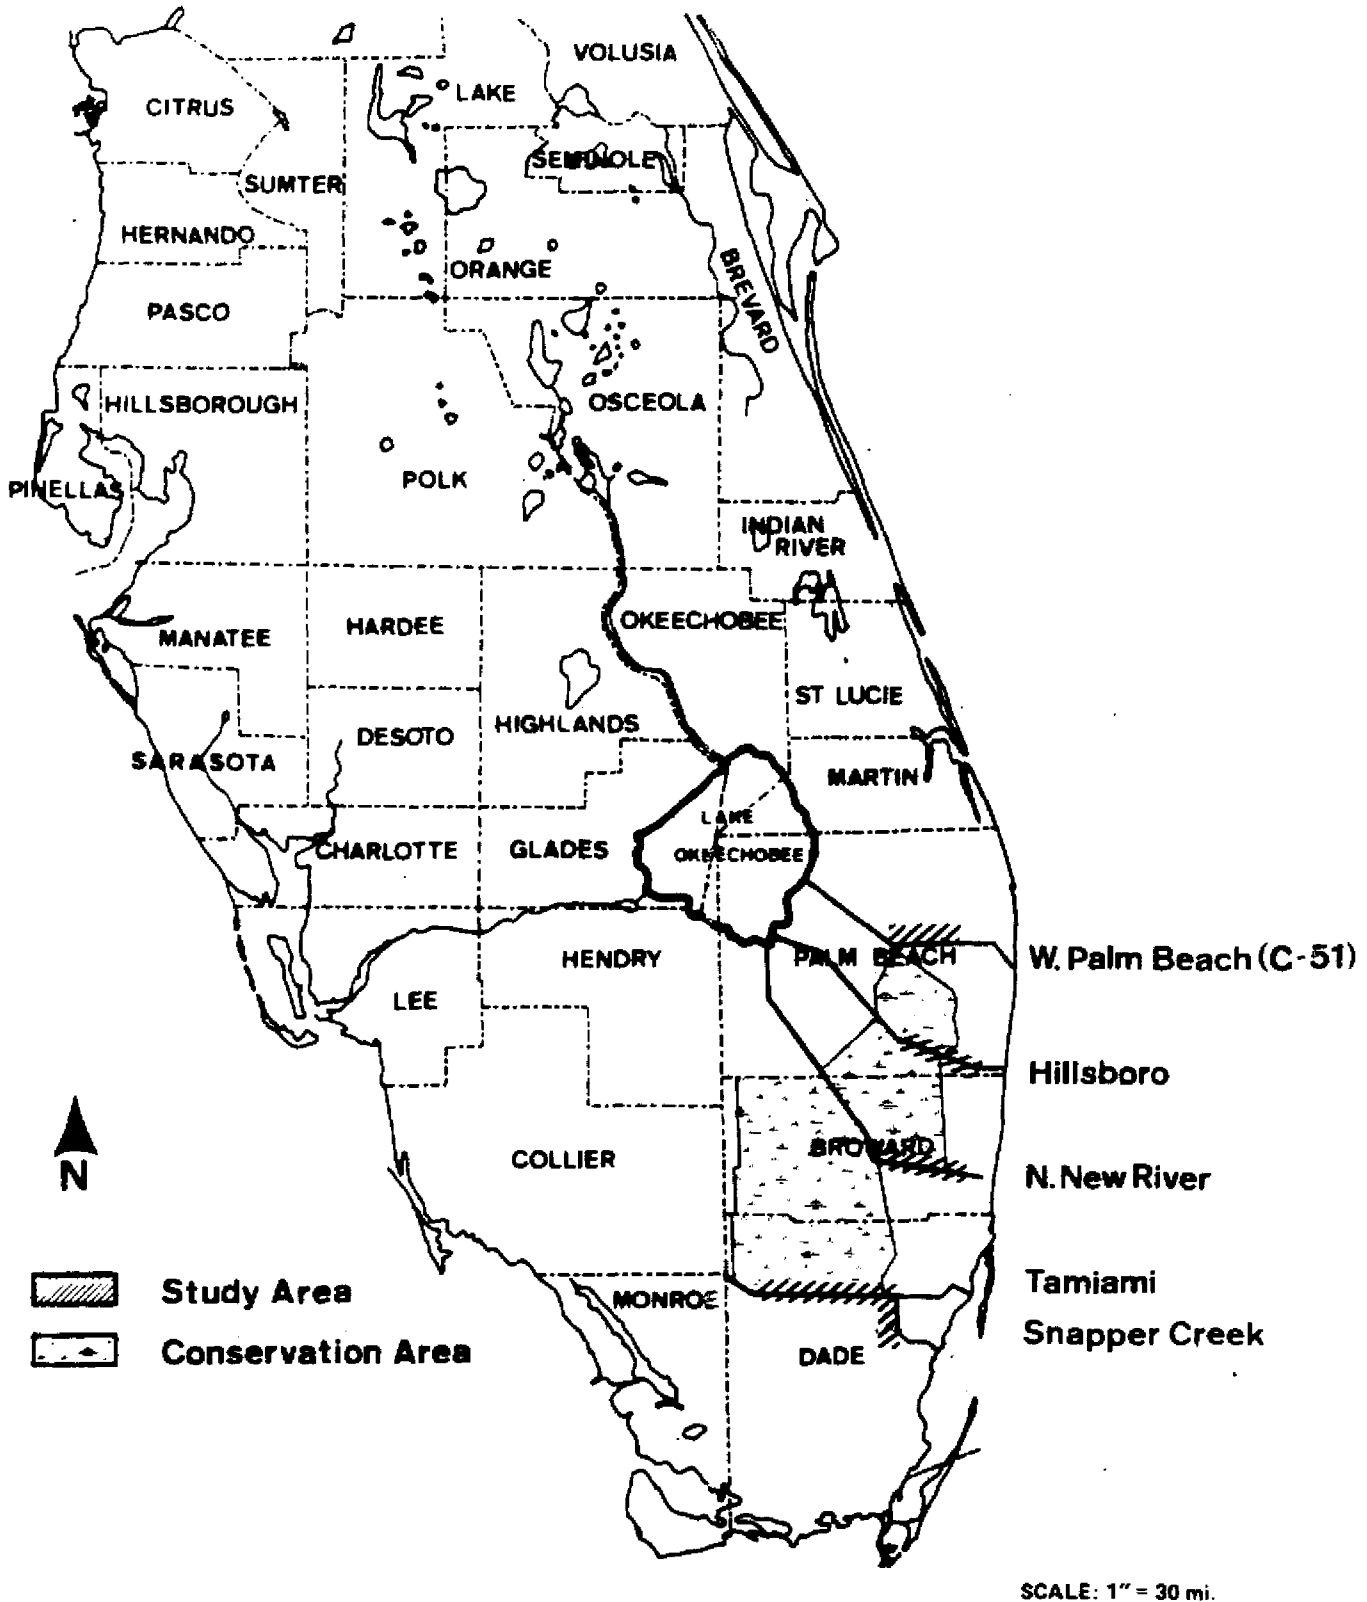 VOLUSIA
LAKE
CITRUS
SEMINOLE
SUMTER
HERNANDO
ORANGE
BREVARD
PASCO
HILLSBOROUGH
OSCEOLA
POLK
PINELLAS
INDIAN
RIVER
OKEECHOBEE
HARDEE
MANATEE
ST LUCIE
HIGHLANDS
DESOTO
SARASOTA
MARTIN
LAKE
OKEECHOBEE
CHARLOTTE
GLADES
HENDRY
PALM BEACH
W. Palm Beach (C-51)
LEE
Hillsboro
BROWARD
COLLIER
N. New River
N
Tamiami
Study Area
MONROE
Snapper Creek
Conservation Area
DADE
SCALE: 1" = 30 mi.